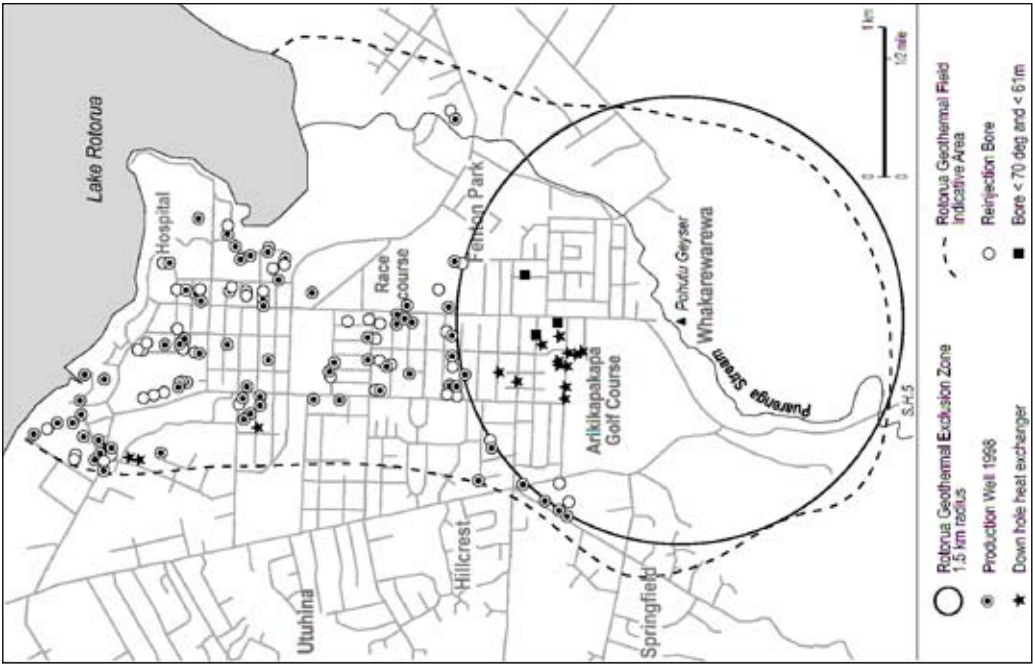 Lake Rotorua
Hospital
Race
course
Fenton Park
Pohutu Geyser
Whakarewarewa
Arikikapakapa
Golf Course
Puarenga Stream
Utuhina
Hillcrest
Springfield
S.H.5
0
1 km
0
1/2 mile
Rotorua Geothermal Exclusion Zone
1.5 km radius
Production Well 1998
Down hole heat exchanger
Rotorua Geothermal Field
Indicative Area
Reinjection Bore
Bore < 70 deg and < 61m